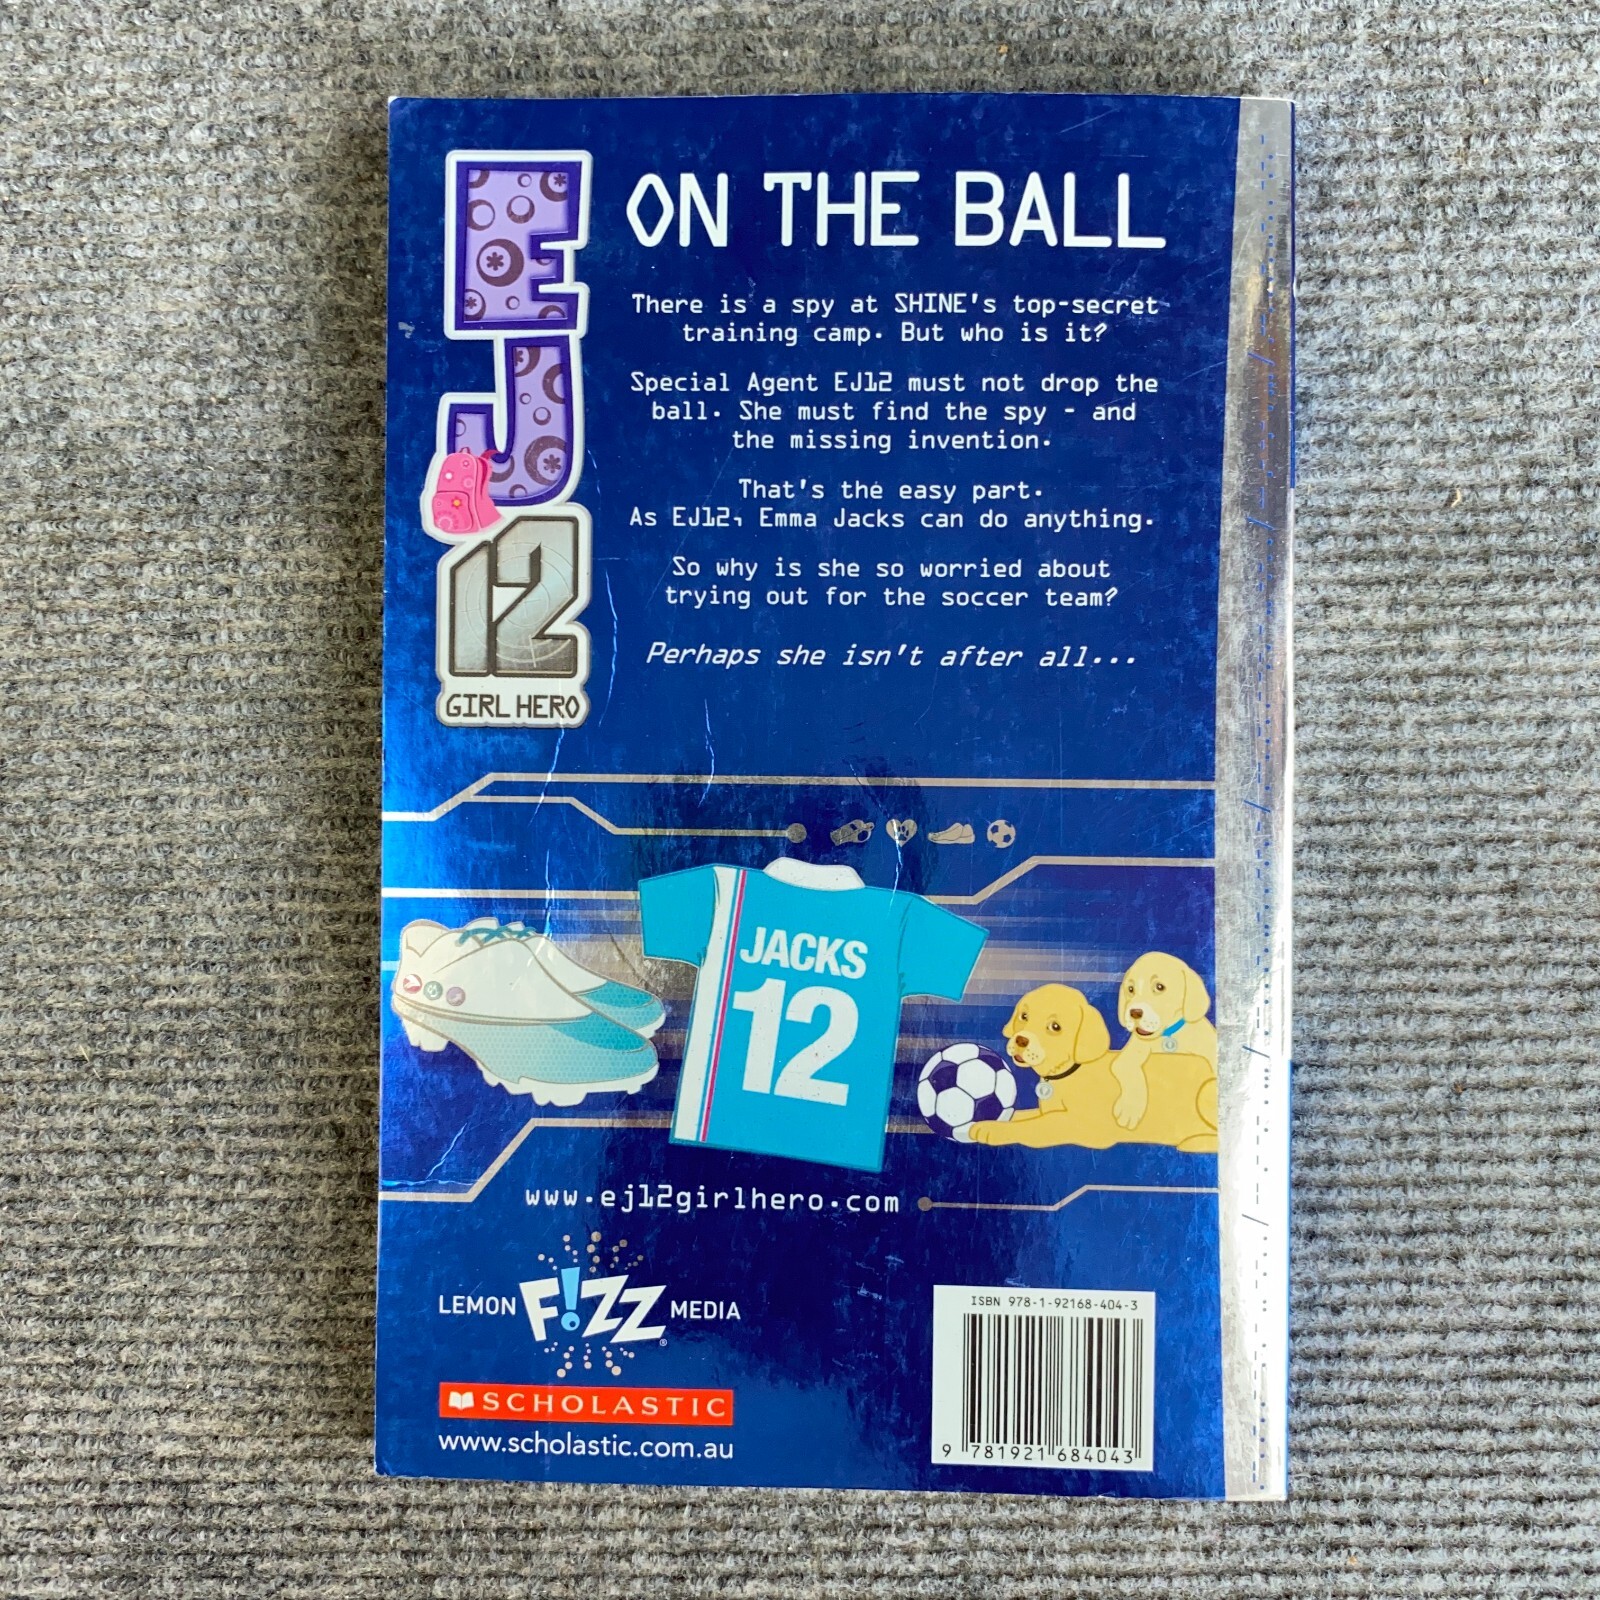 EJ12
GIRL HERO
ON THE BALL
There is a spy at SHINE's top-secret
training camp. But who is it?
Special Agent EJ12 must not drop the
ball. She must find the spy - and
the missing invention.
That's the easy part.
As EJ12, Emma Jacks can do anything.
So why is she so worried about
trying out for the soccer team?
Perhaps she isn't after all...
JACKS
12
www.ej12girlhero.com
LEMON F!ZZ MEDIA
®
SCHOLASTIC
www.scholastic.com.au
ISBN 978-1-92168-404-3
9 781921 684043